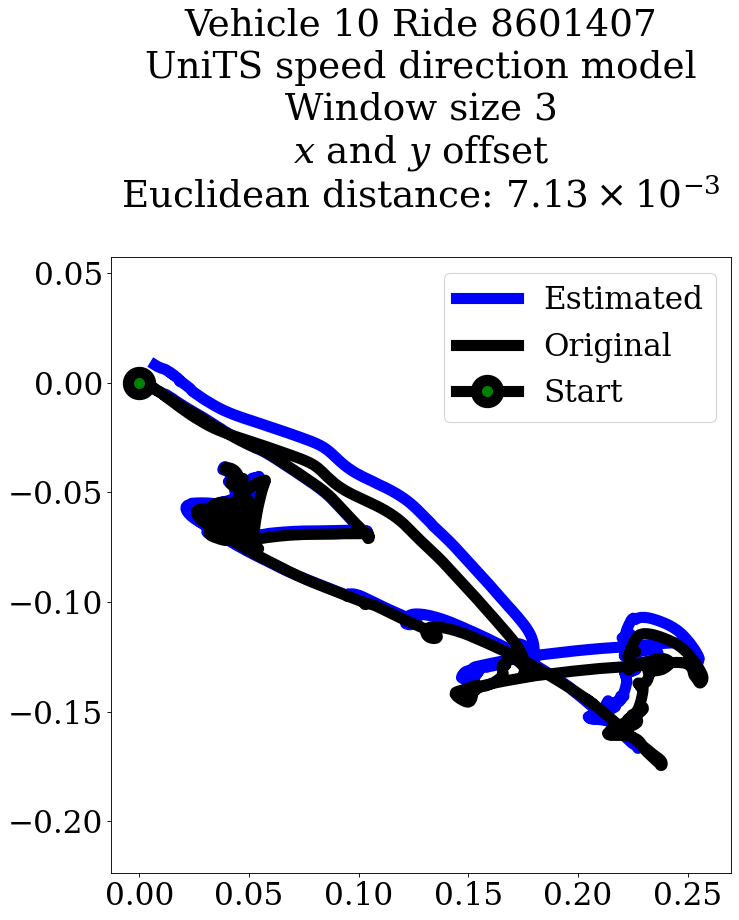 Vehicle 10 Ride 8601407
UniTS speed direction model
Window size 3
x and y offset
Euclidean distance: 7.13 × 10⁻³
Estimated
Original
Start
0.05
0.00
−0.05
−0.10
−0.15
−0.20
0.00 0.05 0.10 0.15 0.20 0.25